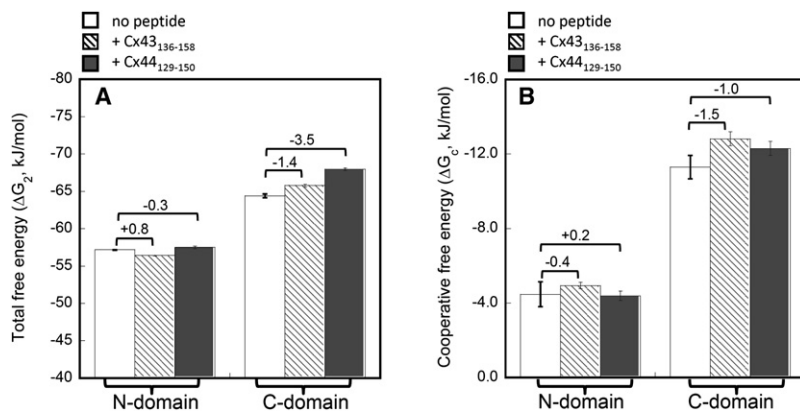 no peptide
+ Cx43136-158
+ Cx44129-150
A
Total free energy (ΔG2, kJ/mol)
-80
-75
-70
-65
-60
-55
-50
-45
-40
-0.3
+0.8
-3.5
-1.4
N-domain
C-domain
no peptide
+ Cx43136-158
+ Cx44129-150
B
Cooperative free energy (ΔGc, kJ/mol)
-16.0
-12.0
-8.0
-4.0
0.0
+0.2
-0.4
-1.0
-1.5
N-domain
C-domain